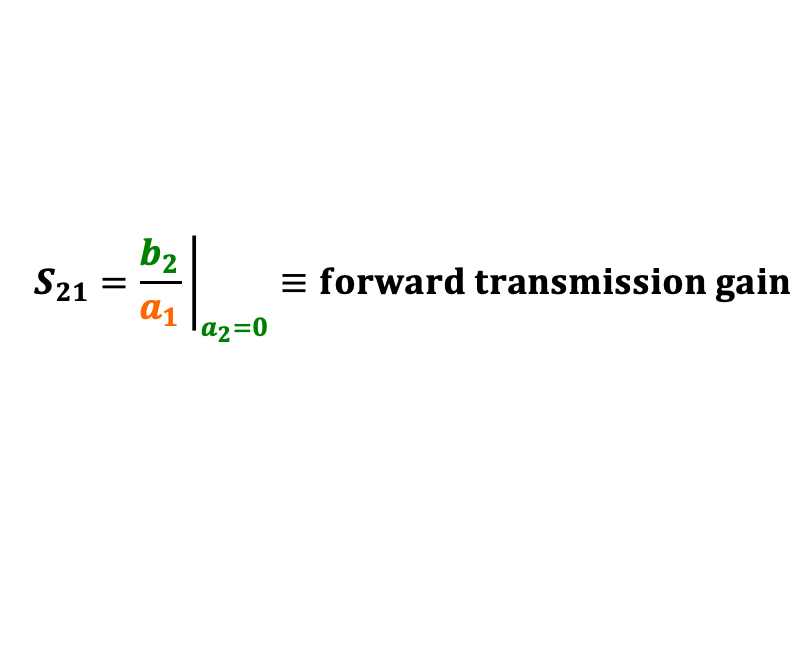 S₂₁ = b₂/a₁ |ₐ₂₌₀ ≡ forward transmission gain